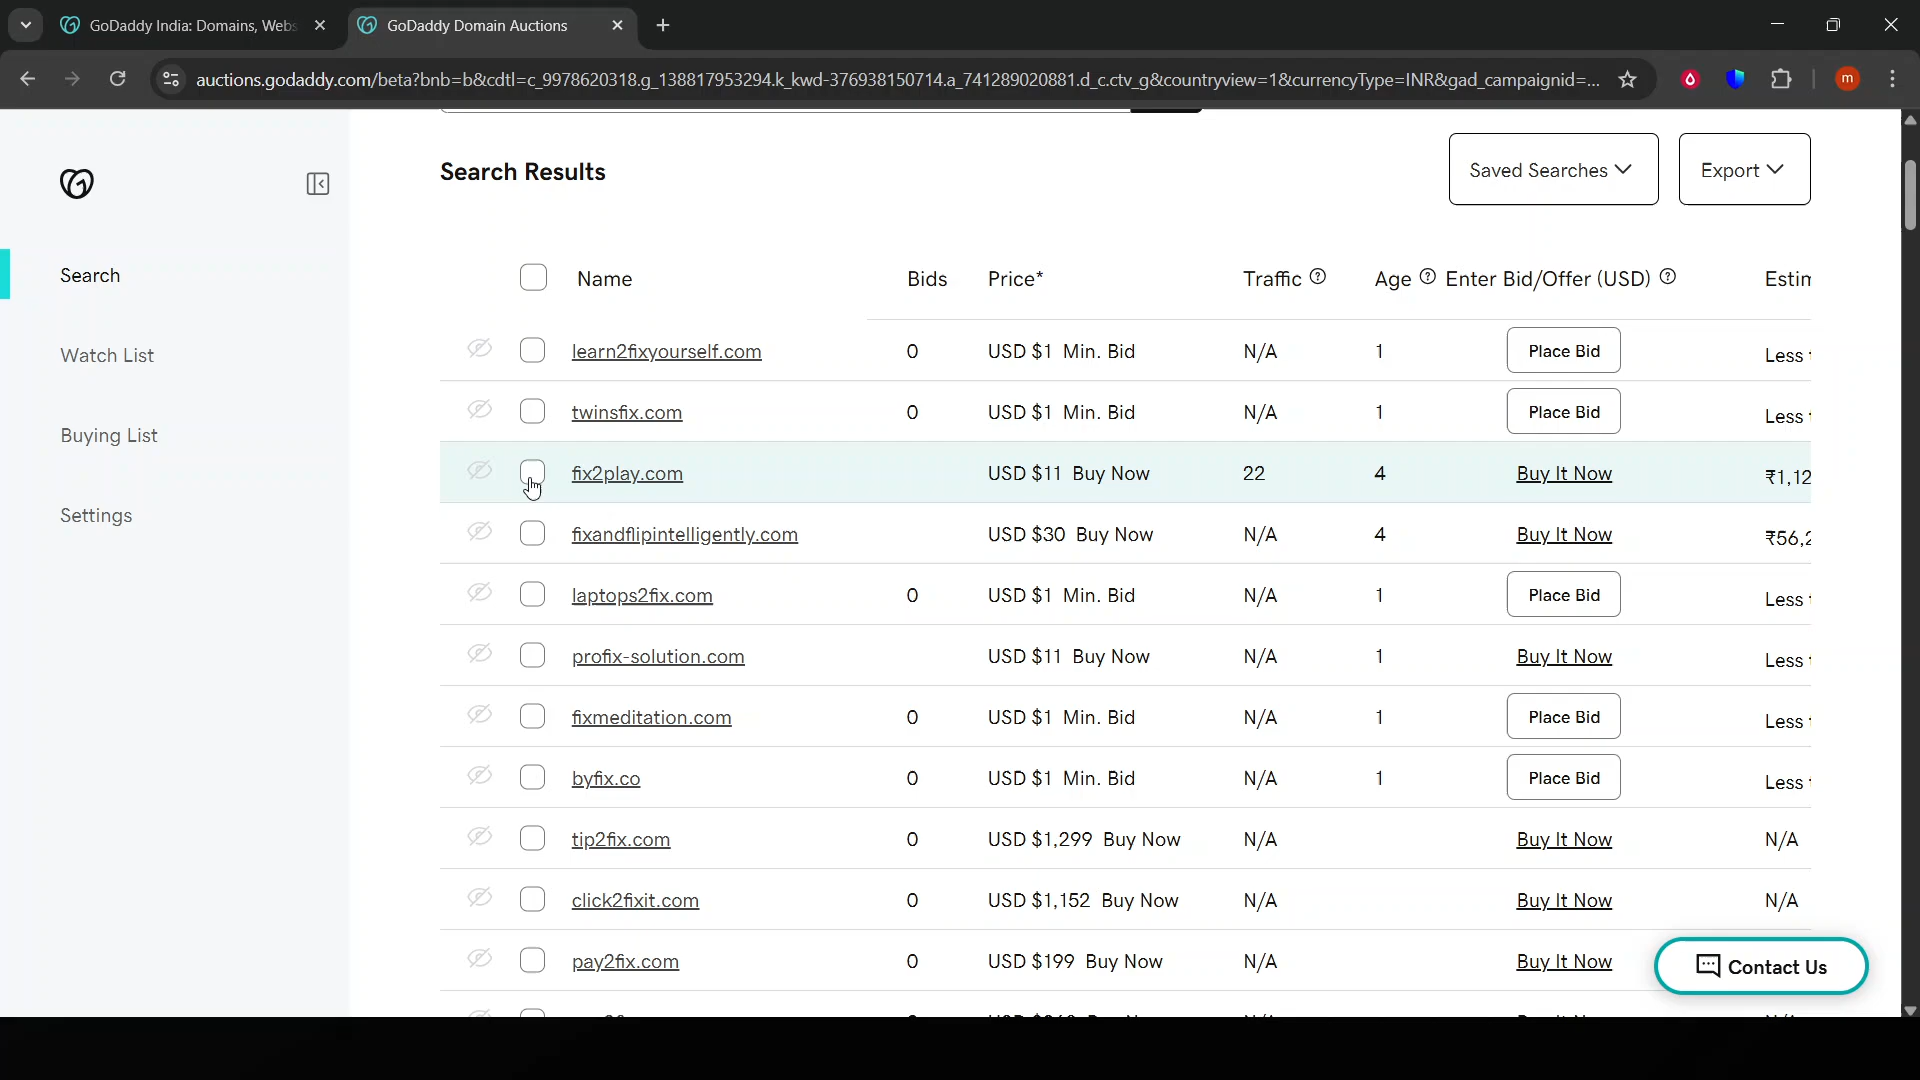 GoDaddy India: Domains, Webs
GoDaddy Domain Auctions
auctions.godaddy.com/beta?bnb=b&cdtl=c_9978620318.g_138817953294.k_kwd-376938150714.a_741289020881.d_c.ctv_g&countryview=1&currencyType=INR&gad_campaignid=...
m
Search Results
Saved Searches
Export
Search
Watch List
Buying List
Settings
Name Bids Price* Traffic Age Enter Bid/Offer (USD) Estim
learn2fixyourself.com 0 USD $1 Min. Bid N/A 1 Place Bid Less
twinsfix.com 0 USD $1 Min. Bid N/A 1 Place Bid Less
fix2play.com USD $11 Buy Now 22 4 Buy It Now ₹1,12
fixandflipintelligently.com USD $30 Buy Now N/A 4 Buy It Now ₹56,2
laptops2fix.com 0 USD $1 Min. Bid N/A 1 Place Bid Less
profix-solution.com USD $11 Buy Now N/A 1 Buy It Now Less
fixmeditation.com 0 USD $1 Min. Bid N/A 1 Place Bid Less
byfix.co 0 USD $1 Min. Bid N/A 1 Place Bid Less
tip2fix.com 0 USD $1,299 Buy Now N/A Buy It Now N/A
click2fixit.com 0 USD $1,152 Buy Now N/A Buy It Now N/A
pay2fix.com 0 USD $199 Buy Now N/A Buy It Now
Contact Us